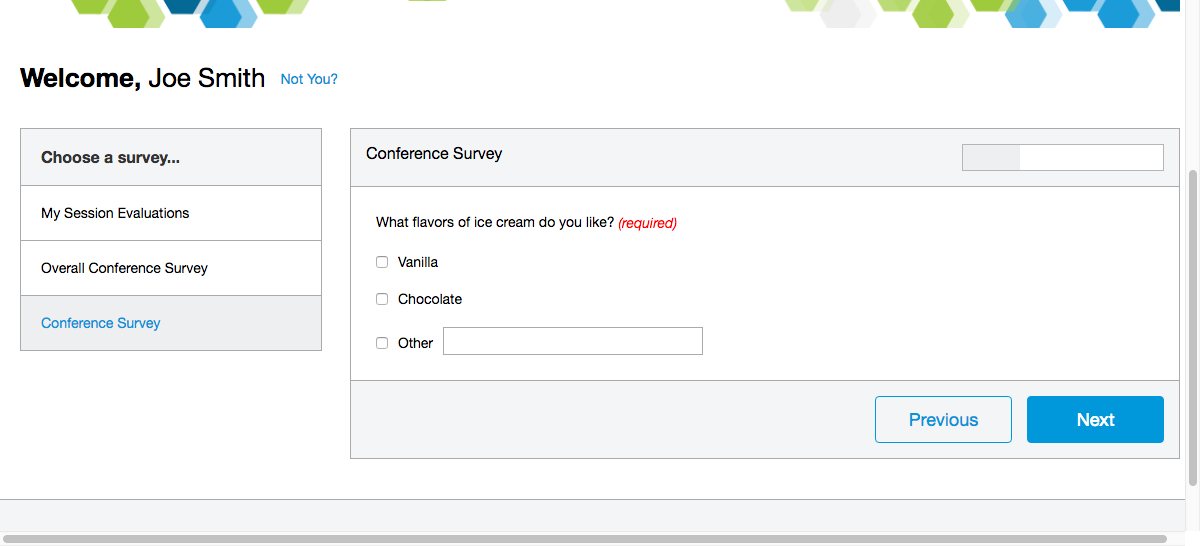 Welcome, Joe Smith Not You?
Choose a survey...
My Session Evaluations
Overall Conference Survey
Conference Survey
Conference Survey
What flavors of ice cream do you like? (required)
Vanilla
Chocolate
Other
Previous Next